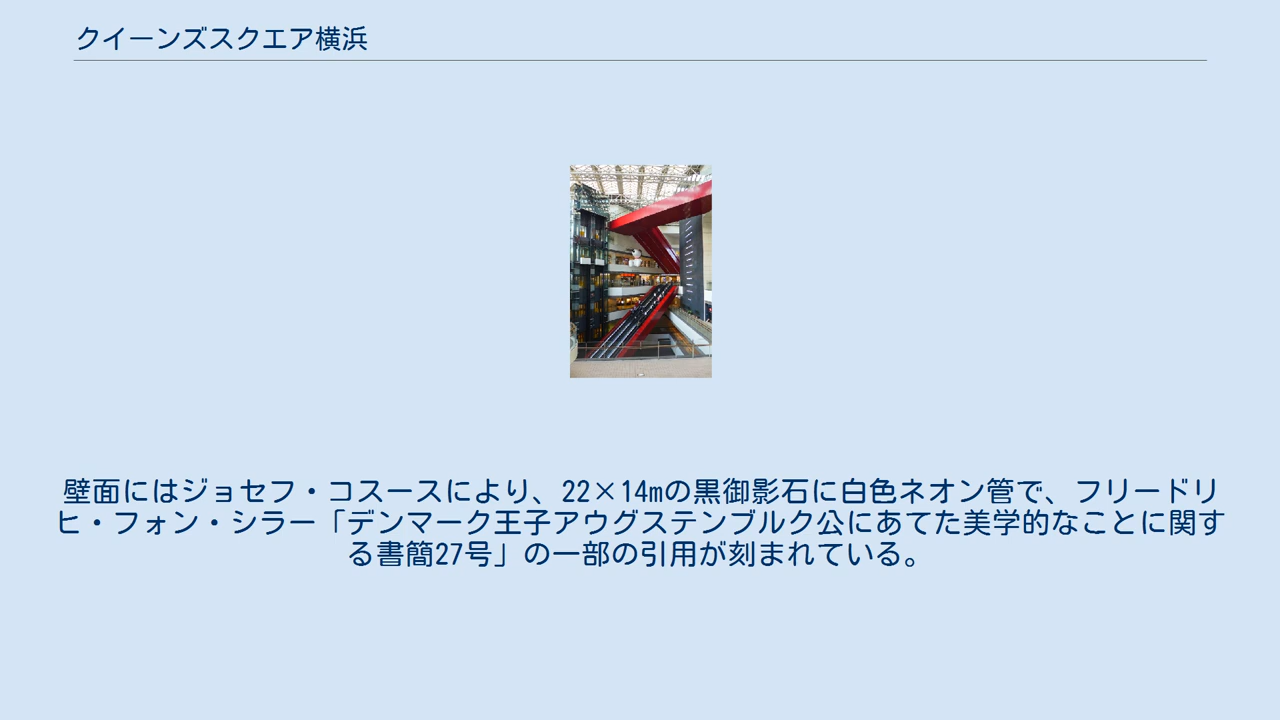 クイーンズスクエア横浜
壁面にはジョセフ・コスースにより、22×14mの黒御影石に白色ネオン管で、フリードリ
ヒ・フォン・シラー「デンマーク王子アウグステンブルク公にあてた美学的なことに関す
る書簡27号」の一部の引用が刻まれている。